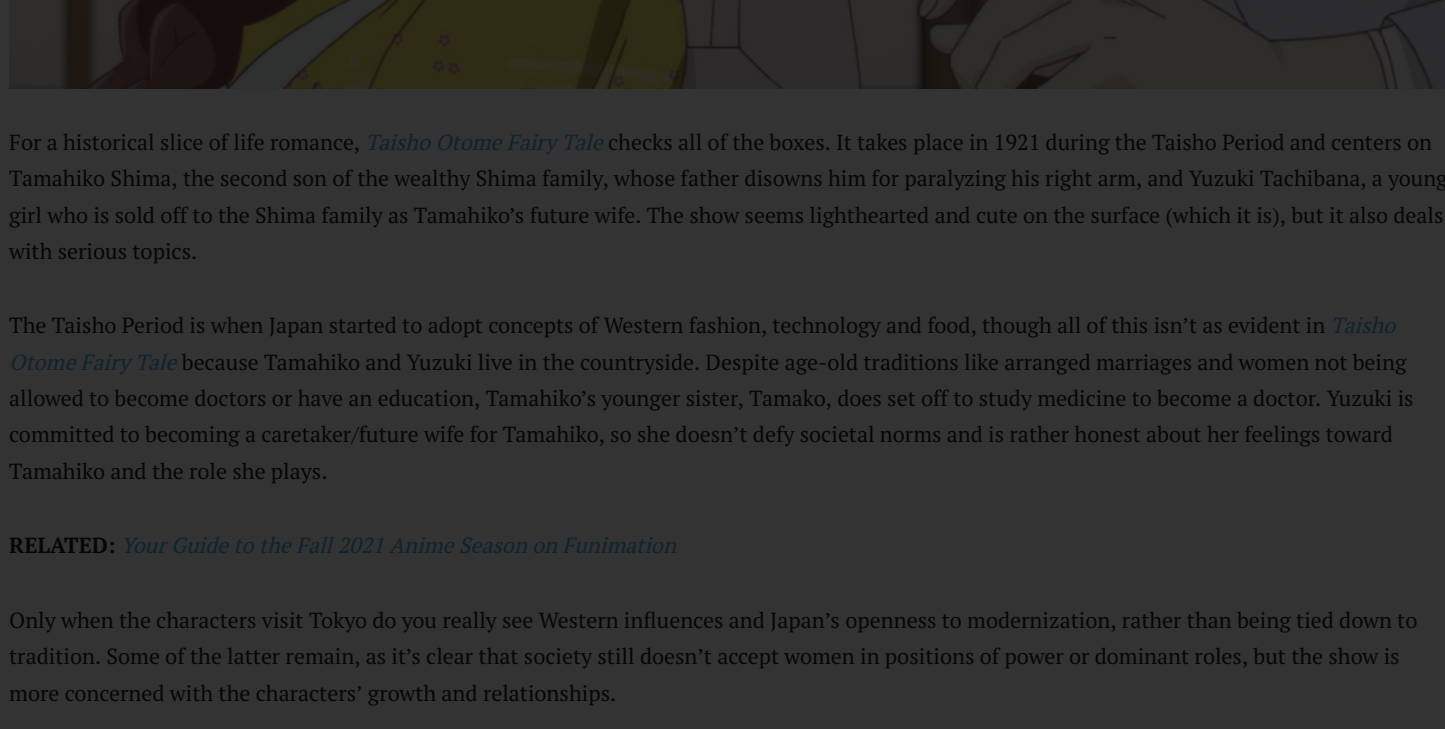 For a historical slice of life romance, Taisho Otome Fairy Tale checks all of the boxes. It takes place in 1921 during the Taisho Period and centers on
Tamahiko Shima, the second son of the wealthy Shima family, whose father disowns him for paralyzing his right arm, and Yuzuki Tachibana, a young
girl who is sold off to the Shima family as Tamahiko’s future wife. The show seems lighthearted and cute on the surface (which it is), but it also deals
with serious topics.
The Taisho Period is when Japan started to adopt concepts of Western fashion, technology and food, though all of this isn’t as evident in Taisho
Otome Fairy Tale because Tamahiko and Yuzuki live in the countryside. Despite age-old traditions like arranged marriages and women not being
allowed to become doctors or have an education, Tamahiko’s younger sister, Tamako, does set off to study medicine to become a doctor. Yuzuki is
committed to becoming a caretaker/future wife for Tamahiko, so she doesn’t defy societal norms and is rather honest about her feelings toward
Tamahiko and the role she plays.
RELATED: Your Guide to the Fall 2021 Anime Season on Funimation
Only when the characters visit Tokyo do you really see Western influences and Japan’s openness to modernization, rather than being tied down to
tradition. Some of the latter remain, as it’s clear that society still doesn’t accept women in positions of power or dominant roles, but the show is
more concerned with the characters’ growth and relationships.